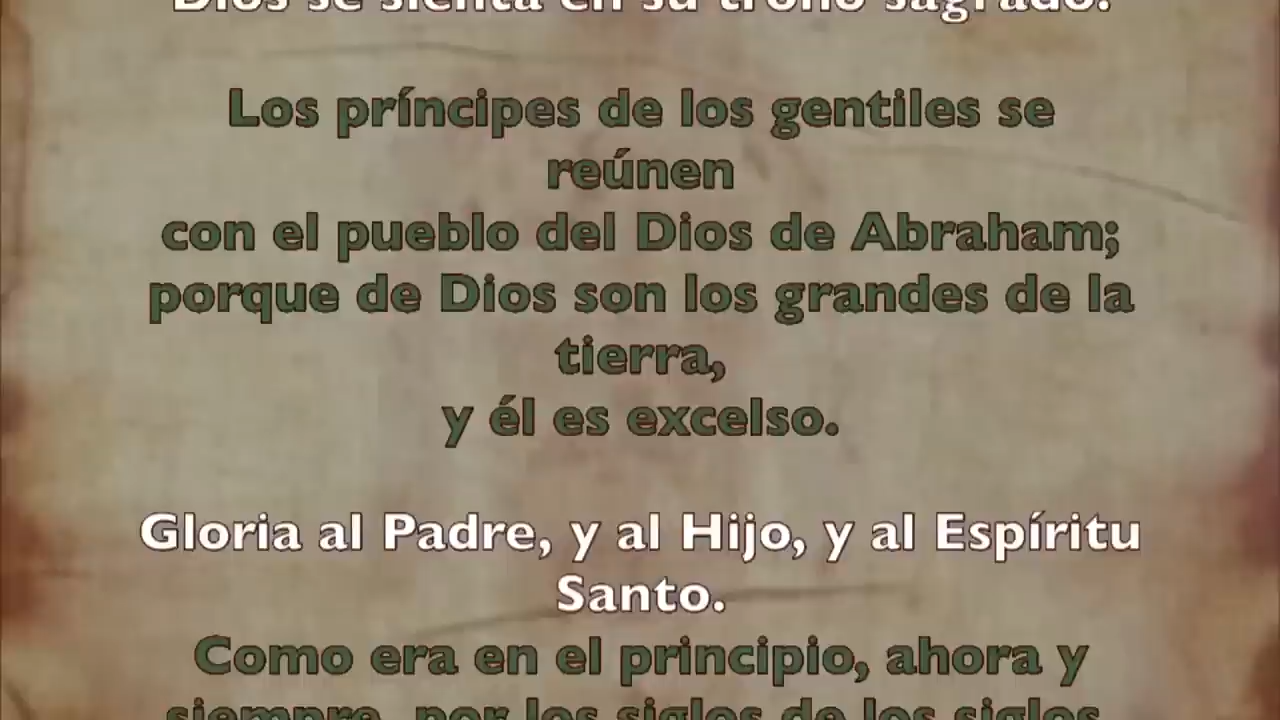 Dios se sienta en su trono sagrado.
Los príncipes de los gentiles se
reúnen
con el pueblo del Dios de Abraham;
porque de Dios son los grandes de la
tierra,
y él es excelso.
Gloria al Padre, y al Hijo, y al Espíritu
Santo.
Como era en el principio, ahora y
siempre, por los siglos de los siglos